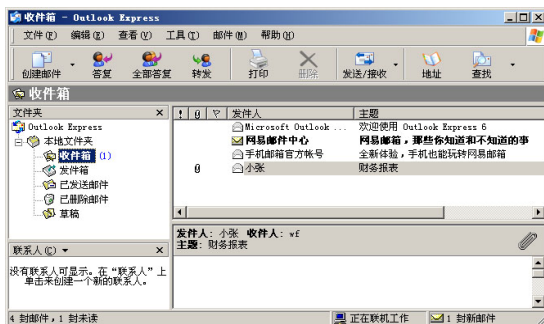 收件箱 - Outlook Express
文件(F) 编辑(E) 查看(V) 工具(T) 邮件(M) 帮助(H)
创建邮件 答复 全部答复 转发 打印 删除 发送/接收 地址 查找
收件箱
文件夹 ×
Outlook Express
本地文件夹
收件箱 (1)
发件箱
已发送邮件
已删除邮件
草稿
! 发件人 主题
Microsoft Outlook ... 欢迎使用 Outlook Express 6
网易邮件中心 网易邮箱，那些你知道和不知道的事
手机邮箱官方帐号 全新体验，手机也能玩转网易邮箱
小张 财务报表
发件人: 小张 收件人: wf
主题: 财务报表
联系人(C) ×
没有联系人可显示。在“联系人”上
单击来创建一个新的联系人。
4 封邮件，1 封未读 正在联机工作 1 封新邮件